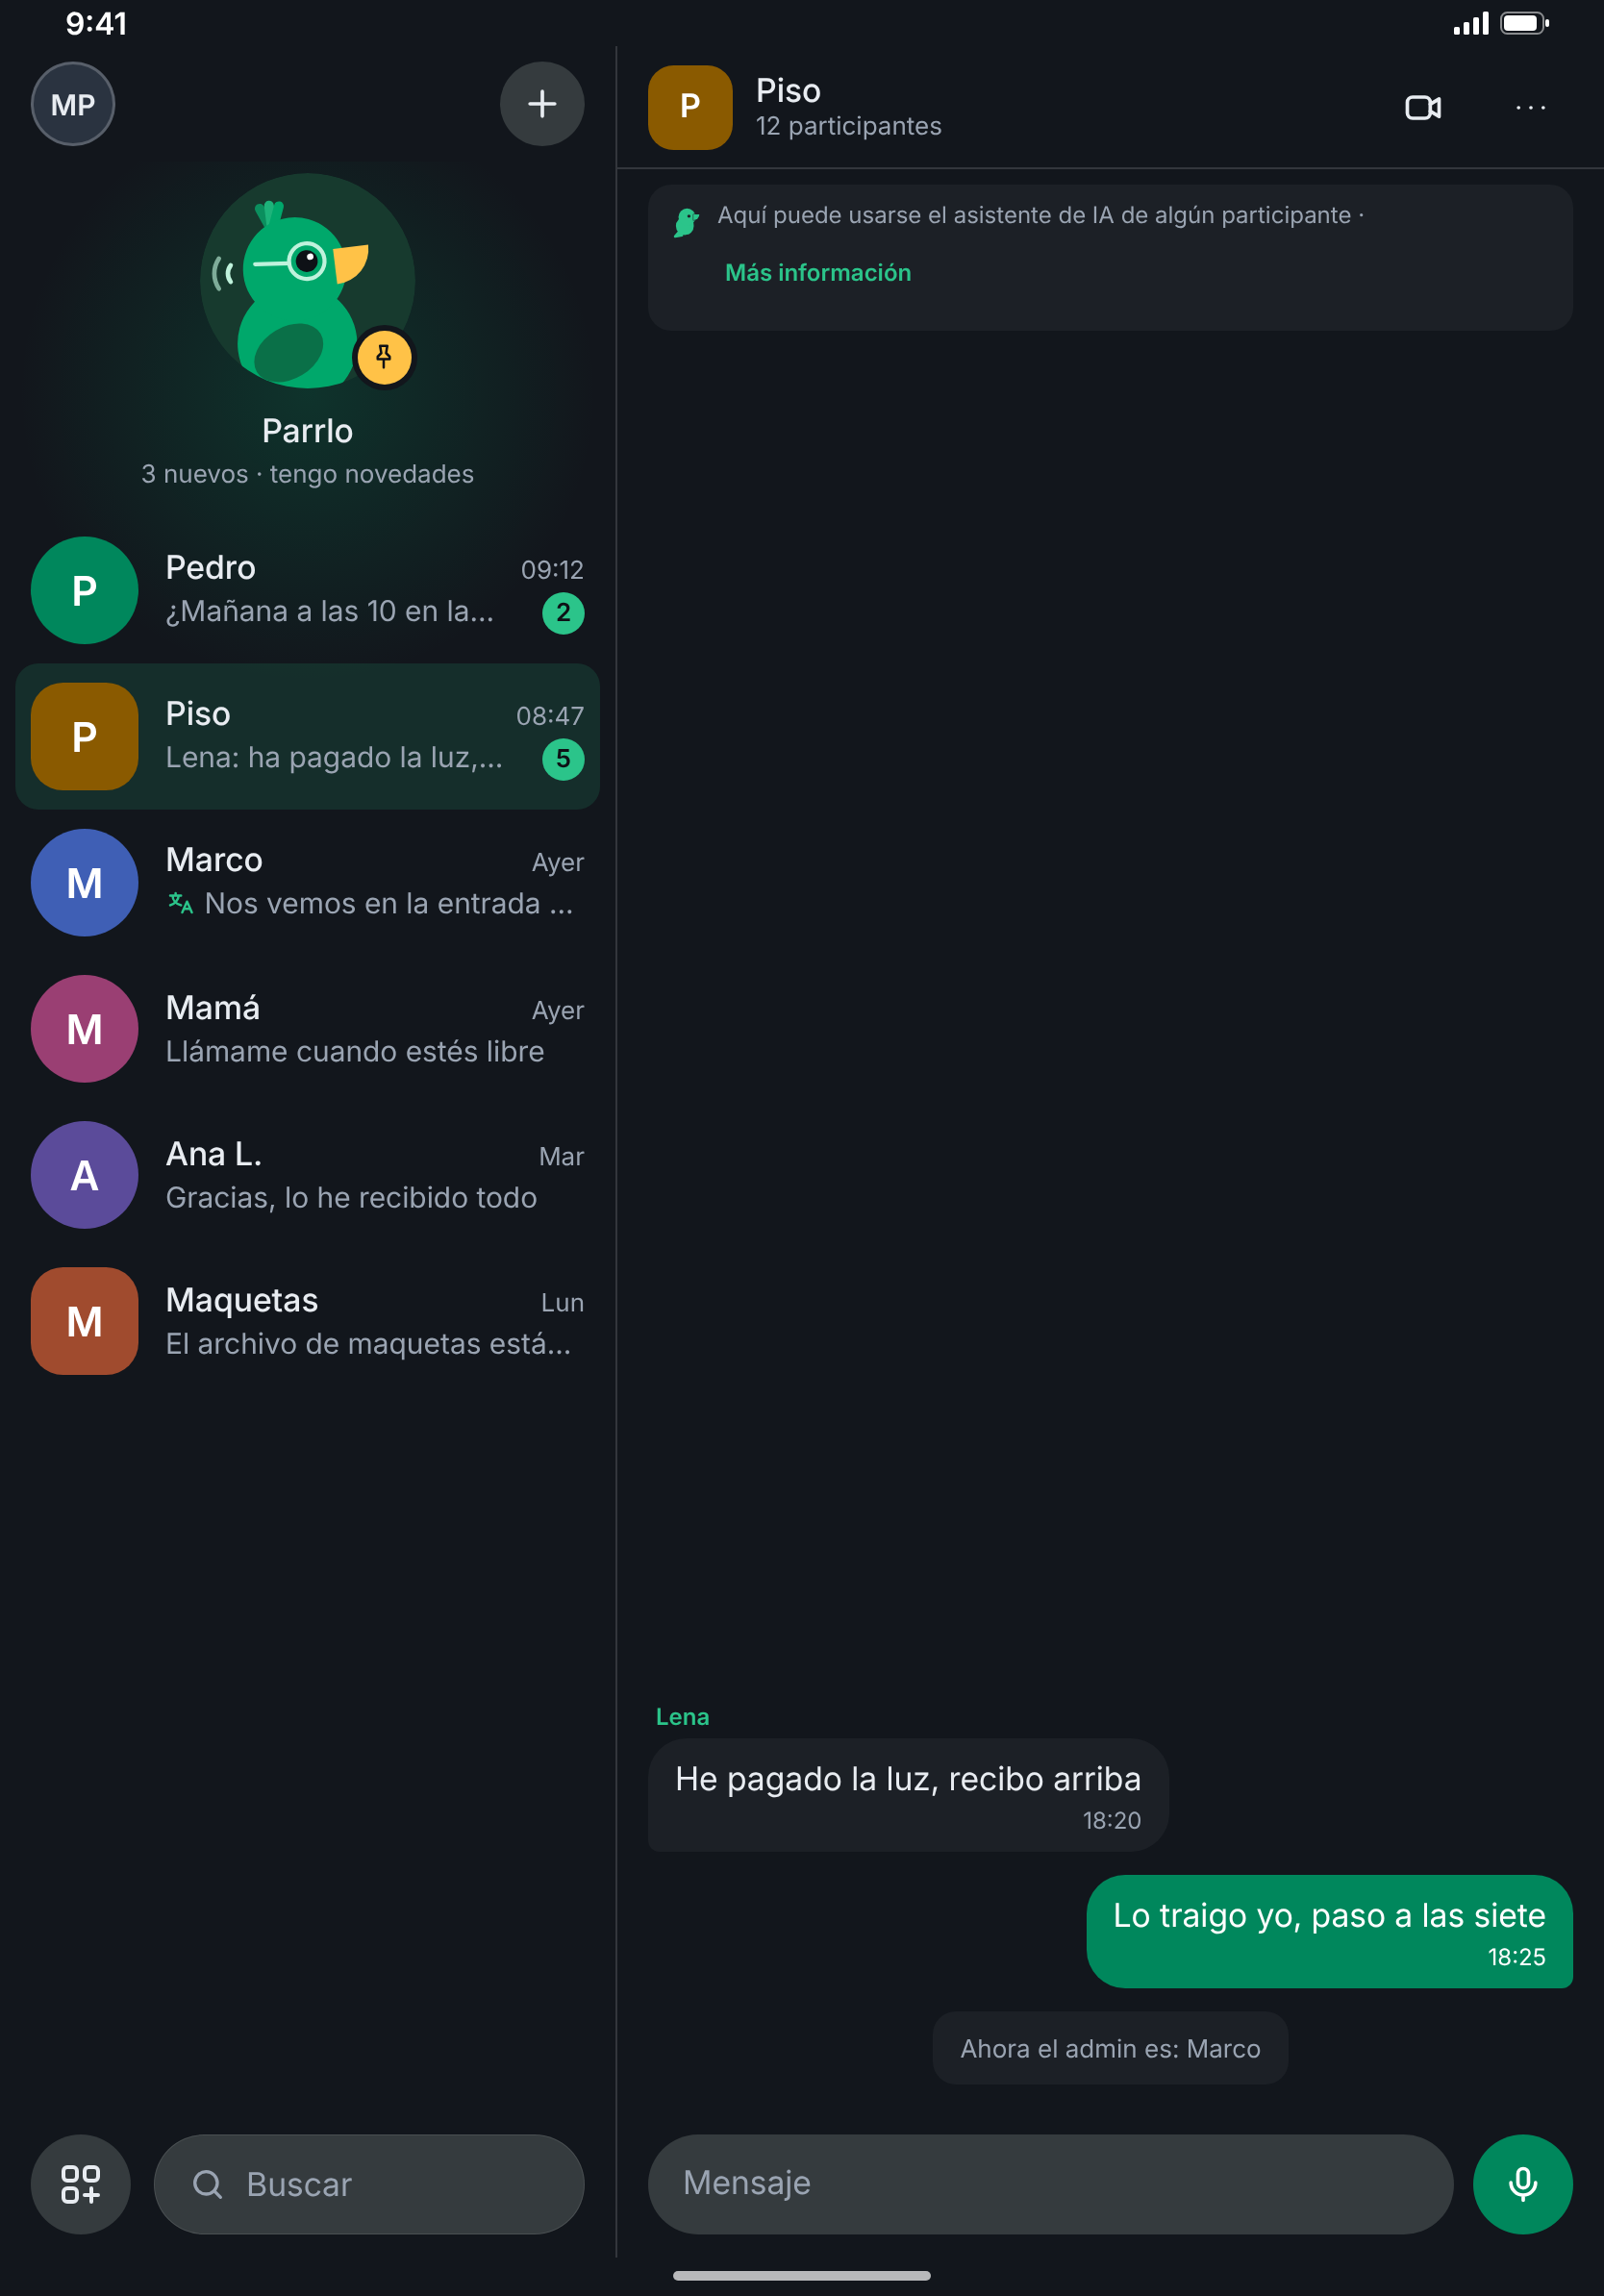 9:41
MP
Parrlo
3 nuevos · tengo novedades
P
Pedro
09:12
¿Mañana a las 10 en la...
2
P
Piso
08:47
Lena: ha pagado la luz,...
5
M
Marco
Ayer
Nos vemos en la entrada ...
M
Mamá
Ayer
Llámame cuando estés libre
A
Ana L.
Mar
Gracias, lo he recibido todo
M
Maquetas
Lun
El archivo de maquetas está...
Buscar
P
Piso
12 participantes
Aquí puede usarse el asistente de IA de algún participante ·
Más información
Lena
He pagado la luz, recibo arriba
18:20
Lo traigo yo, paso a las siete
18:25
Ahora el admin es: Marco
Mensaje